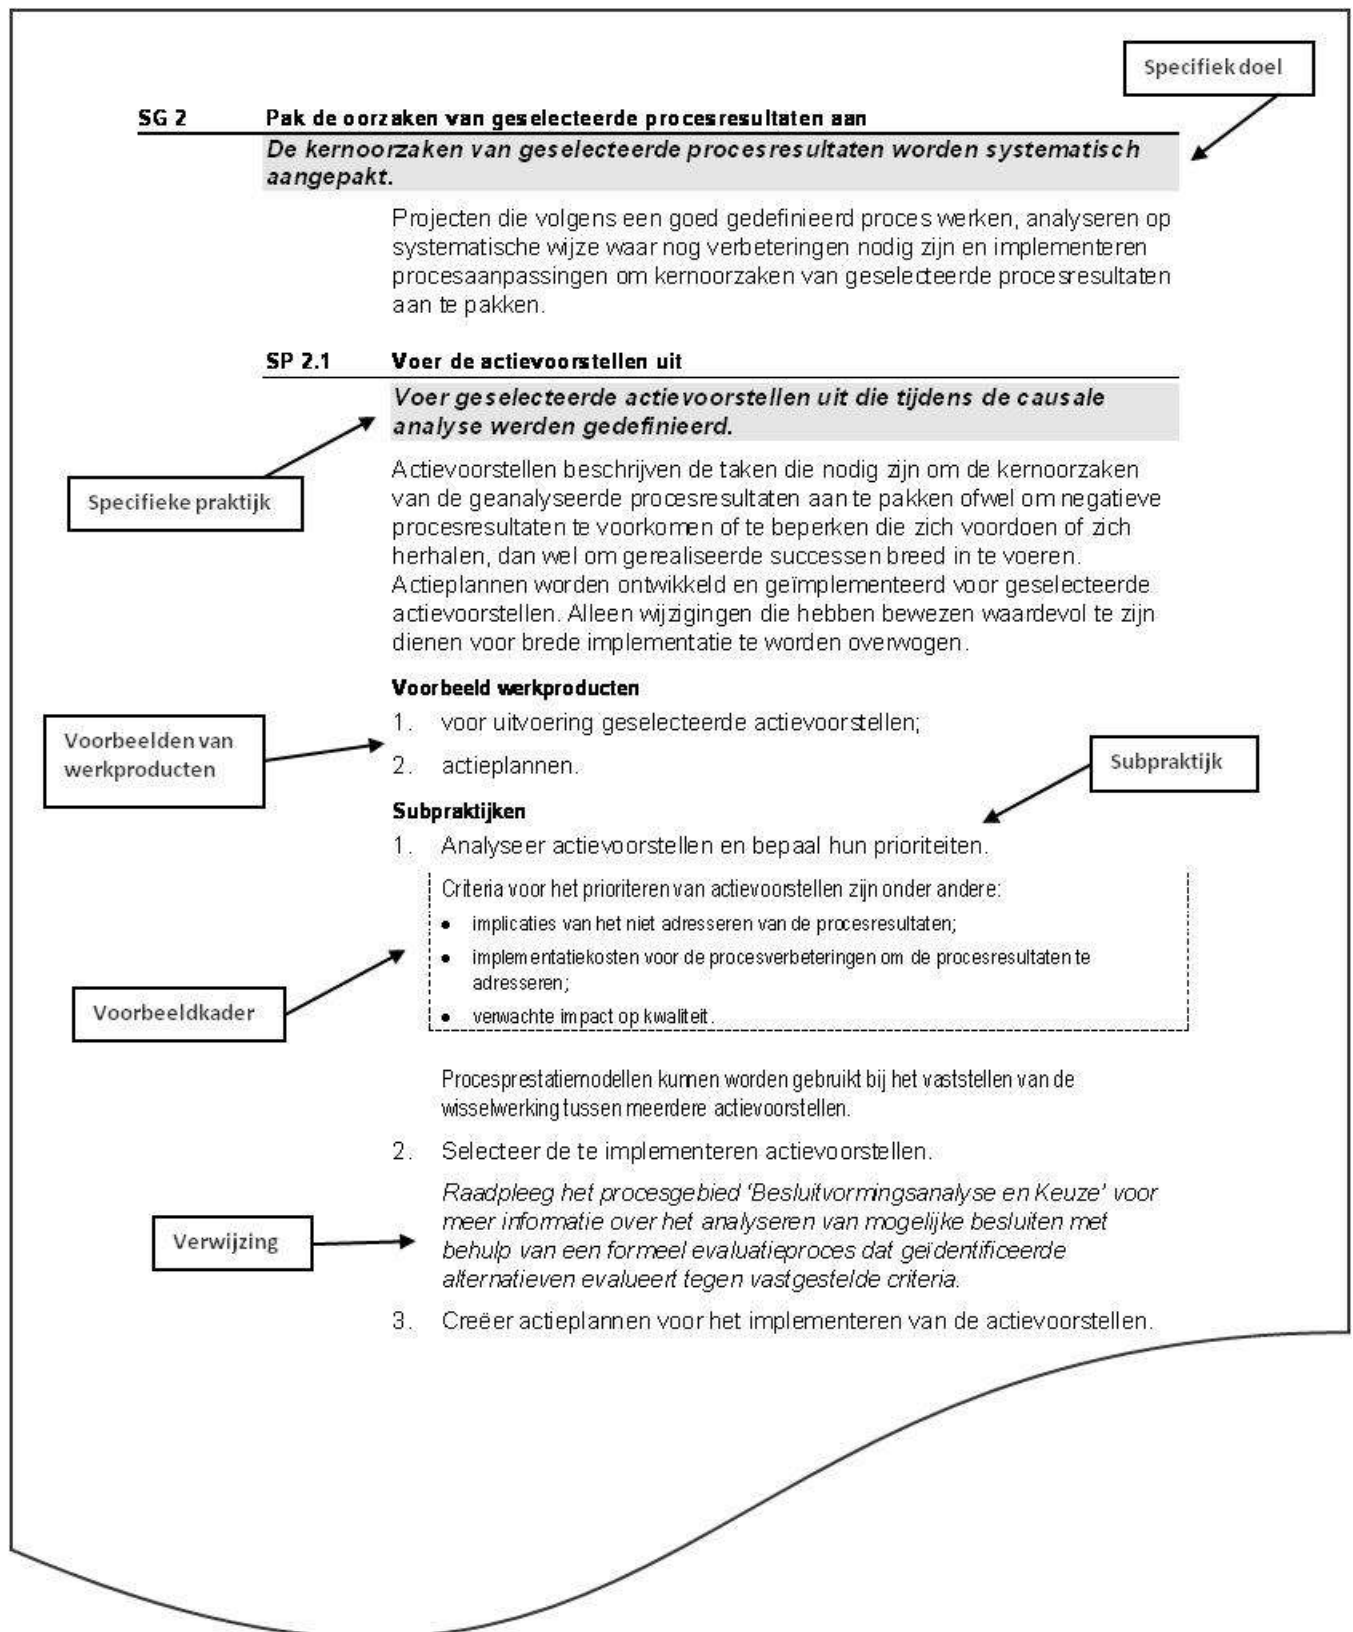 Specifiek doel
SG 2 Pak de oorzaken van geselecteerde procesresultaten aan
De kernoorzaken van geselecteerde procesresultaten worden systematisch
aangepakt.
Projecten die volgens een goed gedefinieerd proces werken, analyseren op
systematische wijze waar nog verbeteringen nodig zijn en implementeren
procesaanpassingen om kernoorzaken van geselecteerde procesresultaten
aan te pakken.
SP 2.1 Voer de actievoorstellen uit
Voer geselecteerde actievoorstellen uit die tijdens de causale
analyse werden gedefinieerd.
Specifieke praktijk
Actievoorstellen beschrijven de taken die nodig zijn om de kernoorzaken
van de geanalyseerde procesresultaten aan te pakken ofwel om negatieve
procesresultaten te voorkomen of te beperken die zich voordoen of zich
herhalen, dan wel om gerealiseerde successen breed in te voeren.
Actieplannen worden ontwikkeld en geïmplementeerd voor geselecteerde
actievoorstellen. Alleen wijzigingen die hebben bewezen waardevol te zijn
dienen voor brede implementatie te worden overwogen.
Voorbeeld werkproducten
1. voor uitvoering geselecteerde actievoorstellen;
2. actieplannen.
Voorbeelden van
werkproducten
Subpraktijk
Subpraktijken
1. Analyseer actievoorstellen en bepaal hun prioriteiten.
Criteria voor het prioriteren van actievoorstellen zijn onder andere:
• implicaties van het niet adresseren van de procesresultaten;
• implementatiekosten voor de procesverbeteringen om de procesresultaten te
adresseren;
• verwachte impact op kwaliteit.
Voorbeeldkader
Procesprestatiemodellen kunnen worden gebruikt bij het vaststellen van de
wisselwerking tussen meerdere actievoorstellen.
2. Selecteer de te implementeren actievoorstellen.
Raadpleeg het procesgebied 'Besluitvormingsanalyse en Keuze' voor
meer informatie over het analyseren van mogelijke besluiten met
behulp van een formeel evaluatieproces dat geïdentificeerde
alternatieven evalueert tegen vastgestelde criteria.
Verwijzing
3. Creëer actieplannen voor het implementeren van de actievoorstellen.